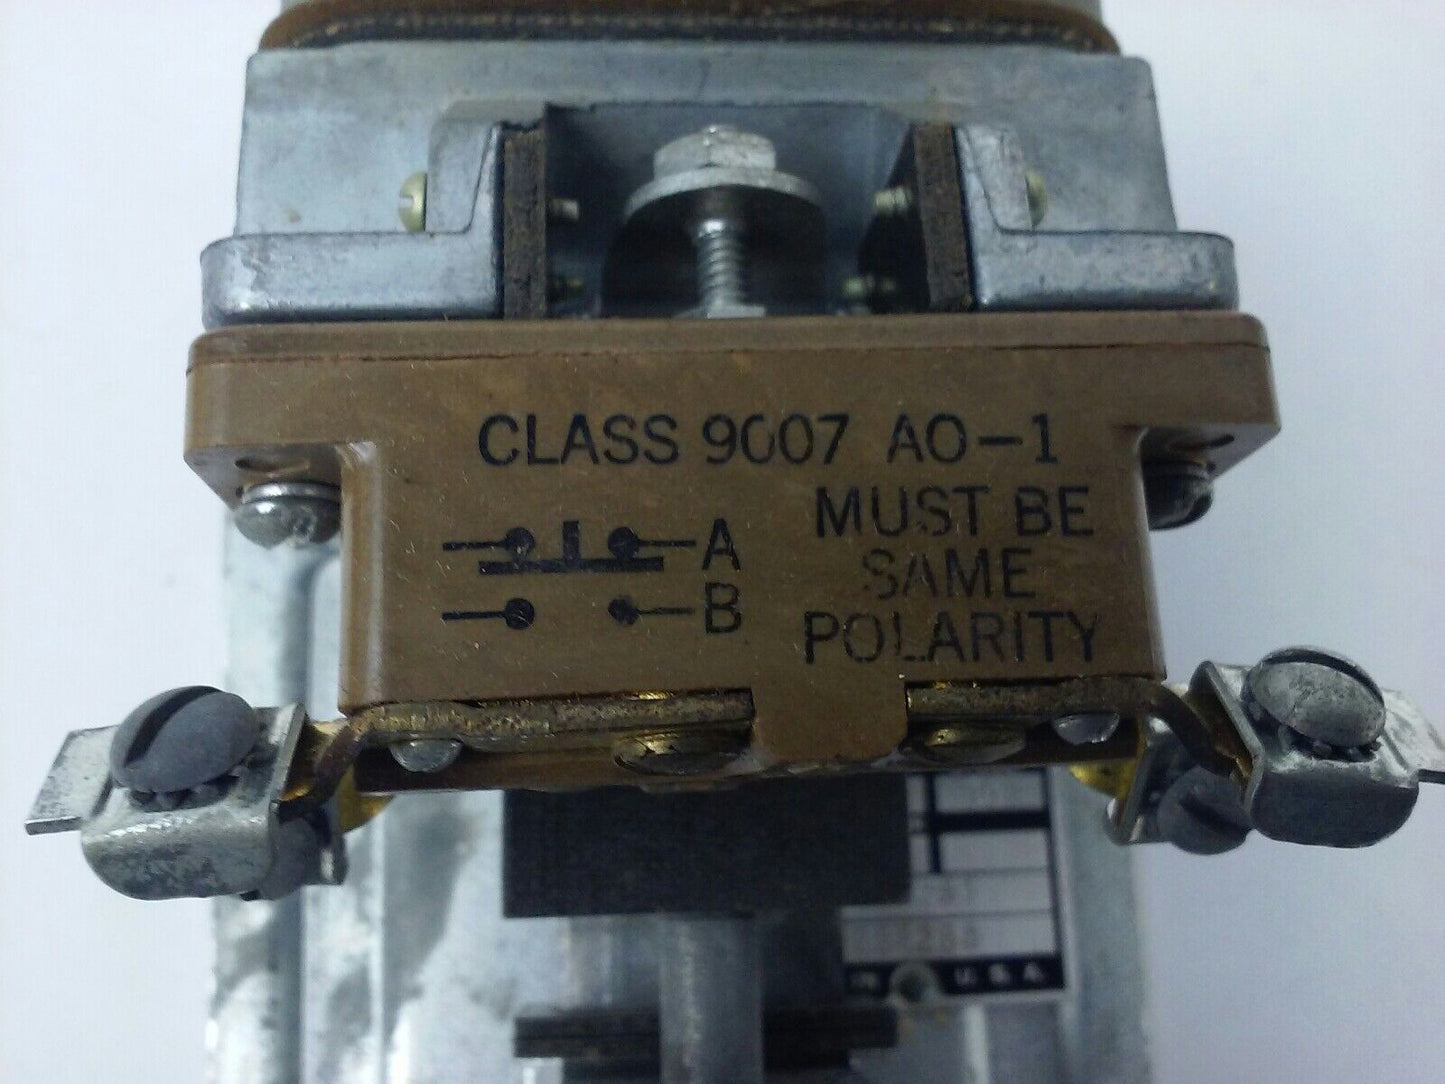 CLASS 9007 AO-1
MUST BE
SAME
POLARITY
A
B
U.S.A.